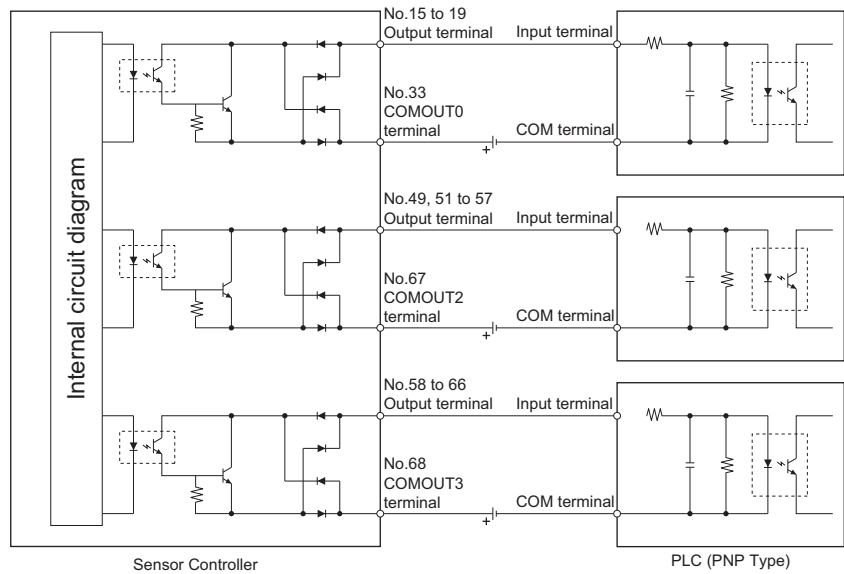 No.15 to 19
Output terminal
Input terminal
No.33
COMOUT0
terminal
COM terminal
+
No.49, 51 to 57
Output terminal
Input terminal
No.67
COMOUT2
terminal
COM terminal
+
No.58 to 66
Output terminal
Input terminal
No.68
COMOUT3
terminal
COM terminal
+
Internal circuit diagram
Sensor Controller
PLC (PNP Type)